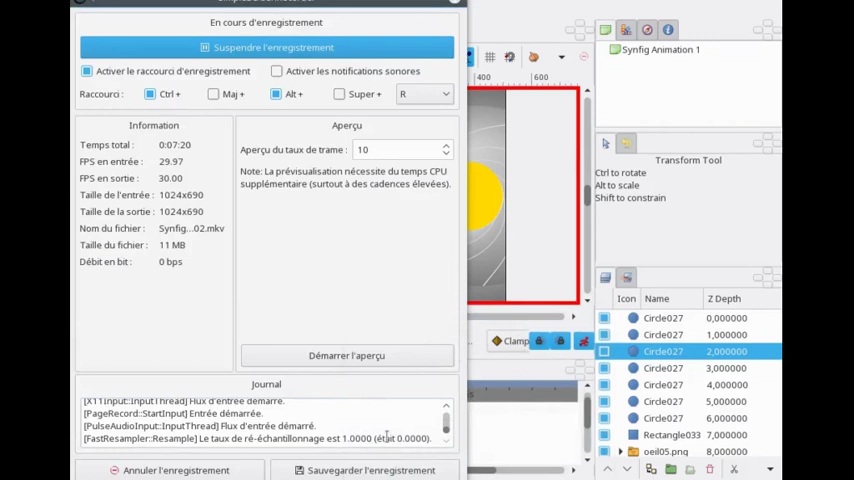 En cours d'enregistrement
Suspendre l'enregistrement
Activer le raccourci d'enregistrement
Activer les notifications sonores
Raccourci :
Ctrl +
Maj +
Alt +
Super +
R
Information
Temps total : 0:07:20
FPS en entrée : 29.97
FPS en sortie : 30.00
Taille de l'entrée : 1024x690
Taille de la sortie : 1024x690
Nom du fichier : Synfig...02.mkv
Taille du fichier : 11 MB
Débit en bit : 0 bps
Aperçu
Aperçu du taux de trame : 10
Note: La prévisualisation nécessite du temps CPU
supplémentaire (surtout à des cadences élevées).
Démarrer l'aperçu
Journal
[X11Input::InputThread] Flux d'entrée démarré.
[PageRecord::StartInput] Entrée démarrée.
[PulseAudioInput::InputThread] Flux d'entrée démarré.
[FastResampler::Resample] Le taux de ré-échantillonnage est 1.0000 (était 0.0000).
Annuler l'enregistrement
Sauvegarder l'enregistrement
400
600
Clamp
Synfig Animation 1
Transform Tool
Ctrl to rotate
Alt to scale
Shift to constrain
Icon Name Z Depth
Circle027 0,000000
Circle027 1,000000
Circle027 2,000000
Circle027 3,000000
Circle027 4,000000
Circle027 5,000000
Circle027 6,000000
Rectangle033 7,000000
oeil05.png 8,000000